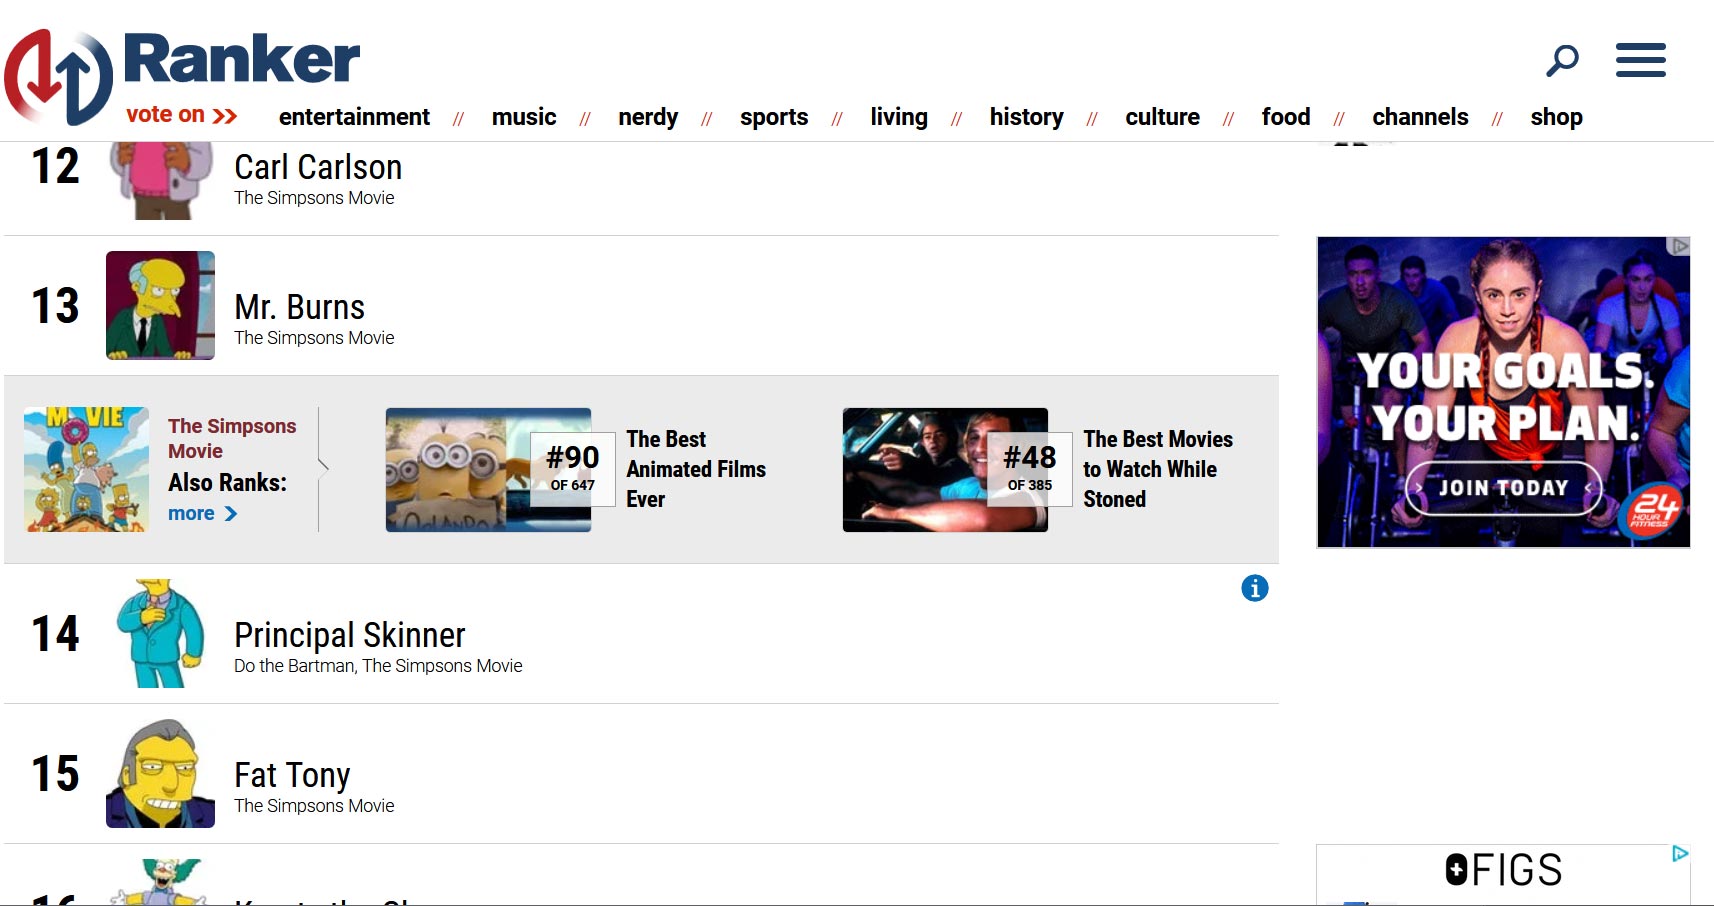 Ranker
vote on
entertainment // music // nerdy // sports // living // history // culture // food // channels // shop
12
Carl Carlson
The Simpsons Movie
13
Mr. Burns
The Simpsons Movie
MOVIE
The Simpsons
Movie
Also Ranks:
more
ORLANDO
#90
OF 647
The Best
Animated Films
Ever
#48
OF 385
The Best Movies
to Watch While
Stoned
14
Principal Skinner
Do the Bartman, The Simpsons Movie
15
Fat Tony
The Simpsons Movie
16
YOUR GOALS.
YOUR PLAN.
JOIN TODAY
24
HOUR
FITNESS
FIGS